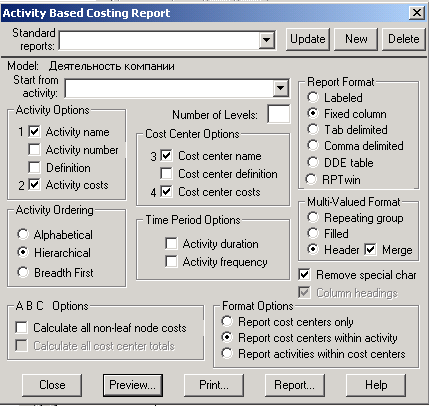 Activity Based Costing Report
Standard reports:
Update New Delete
Model: Деятельность компании
Start from activity:
Number of Levels:
Activity Options
1 Activity name
Activity number
Definition
2 Activity costs
Cost Center Options
3 Cost center name
Cost center definition
4 Cost center costs
Report Format
Labeled
Fixed column
Tab delimited
Comma delimited
DDE table
RPTwin
Activity Ordering
Alphabetical
Hierarchical
Breadth First
Time Period Options
Activity duration
Activity frequency
Multi-Valued Format
Repeating group
Filled
Header Merge
Remove special char
Column headings
A B C Options
Calculate all non-leaf node costs
Calculate all cost center totals
Format Options
Report cost centers only
Report cost centers within activity
Report activities within cost centers
Close Preview... Print... Report... Help